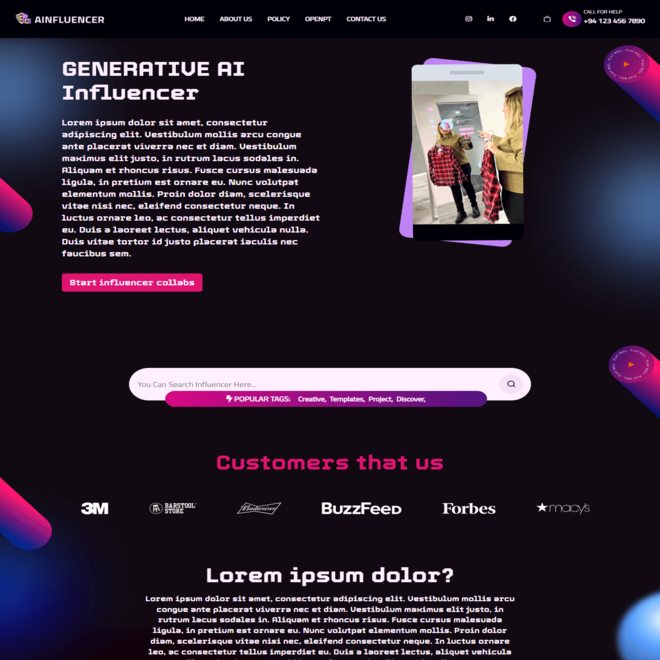 AINFLUENCER
HOME ABOUT US POLICY OPENPT CONTACT US
CALL FOR HELP
+94 123 456 7890
GENERATIVE AI
Influencer
Lorem ipsum dolor sit amet, consectetur
adipiscing elit. Vestibulum mollis arcu congue
ante placerat viverra nec et diam. Vestibulum
maximus elit justo, in rutrum lacus sodales in.
Aliquam et rhoncus risus. Fusce cursus malesuada
ligula, in pretium est ornare eu. Nunc volutpat
elementum mollis. Proin dolor diam, scelerisque
vitae nisi nec, eleifend consectetur neque. In
luctus ornare leo, ac consectetur tellus imperdiet
eu. Duis a laoreet lectus, aliquet vehicula nulla.
Duis vitae tortor id justo placerat iaculis nec
faucibus sem.
Start influencer collabs
You Can Search Influencer Here...
POPULAR TAGS: Creative, Templates, Project, Discover,
Customers that us
3M BARSTOOL STORE Budweiser BuzzFeed Forbes macy's
Lorem ipsum dolor?
Lorem ipsum dolor sit amet, consectetur adipiscing elit. Vestibulum mollis arcu
congue ante placerat viverra nec et diam. Vestibulum maximus elit justo, in
rutrum lacus sodales in. Aliquam et rhoncus risus. Fusce cursus malesuada
ligula, in pretium est ornare eu. Nunc volutpat elementum mollis. Proin dolor
diam, scelerisque vitae nisi nec, eleifend consectetur neque. In luctus ornare
leo, ac consectetur tellus imperdiet eu. Duis a laoreet lectus, aliquet vehicula